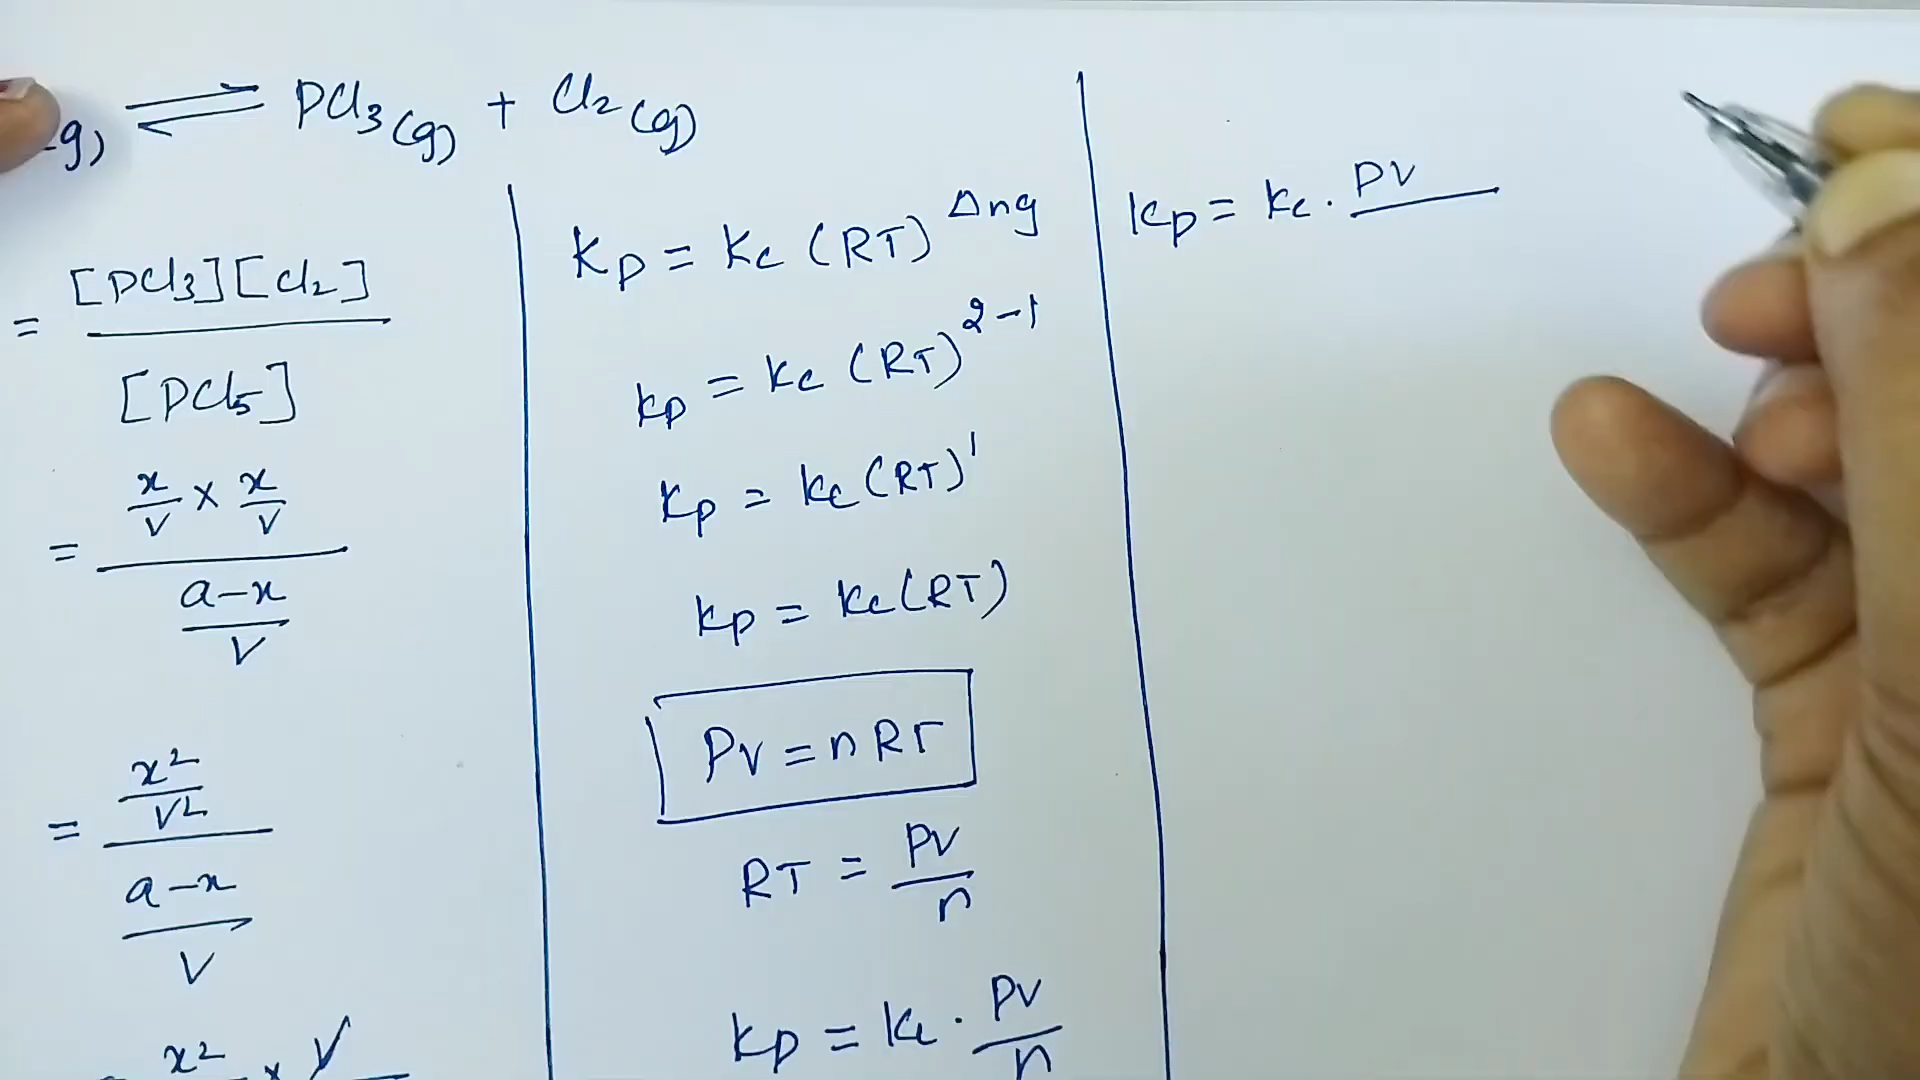 g) ⇌ PCl3(g) + Cl2(g)
= [PCl3][Cl2] / [PCl5]
= x/V × x/V / a-x/V
= x²/V² / a-x/V
x² × V
Kp = Kc (RT)^Δng
Kp = Kc (RT)^2-1
Kp = Kc (RT)^1
Kp = Kc (RT)
PV = nRT
RT = PV/n
Kp = Kc . PV/n
Kp = Kc . PV